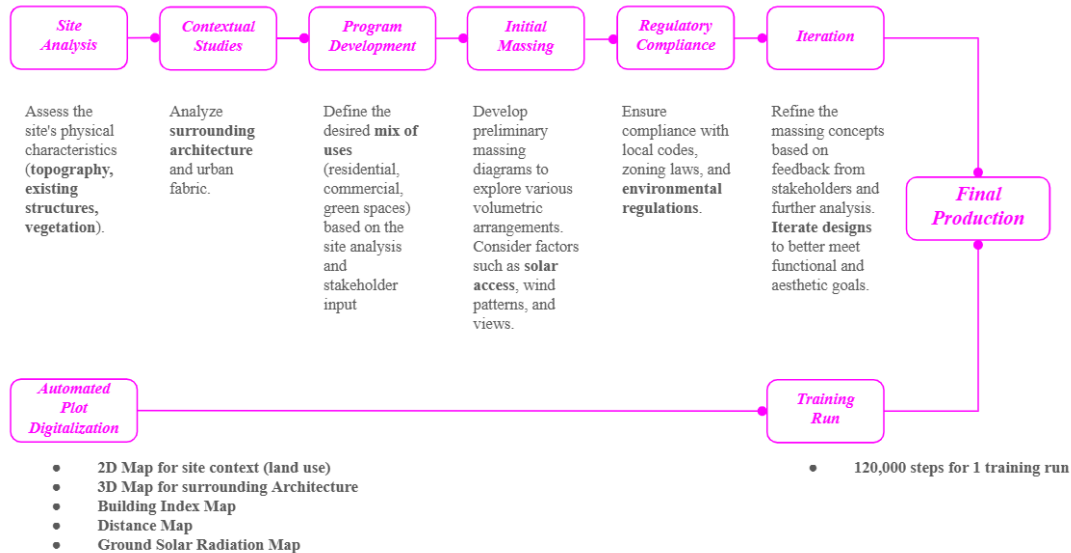 Site
Analysis
Contextual
Studies
Program
Development
Initial
Massing
Regulatory
Compliance
Iteration
Assess the
site's physical
characteristics
(topography,
existing
structures,
vegetation).
Analyze
surrounding
architecture
and urban
fabric.
Define the
desired mix of
uses
(residential,
commercial,
green spaces)
based on the
site analysis
and
stakeholder
input
Develop
preliminary
massing
diagrams to
explore various
volumetric
arrangements.
Consider factors
such as solar
access, wind
patterns, and
views.
Ensure
compliance with
local codes,
zoning laws, and
environmental
regulations.
Refine the
massing concepts
based on
feedback from
stakeholders and
further analysis.
Iterate designs
to better meet
functional and
aesthetic goals.
Final
Production
Automated
Plot
Digitalization
Training
Run
● 2D Map for site context (land use)
● 3D Map for surrounding Architecture
● Building Index Map
● Distance Map
● Ground Solar Radiation Map
● 120,000 steps for 1 training run